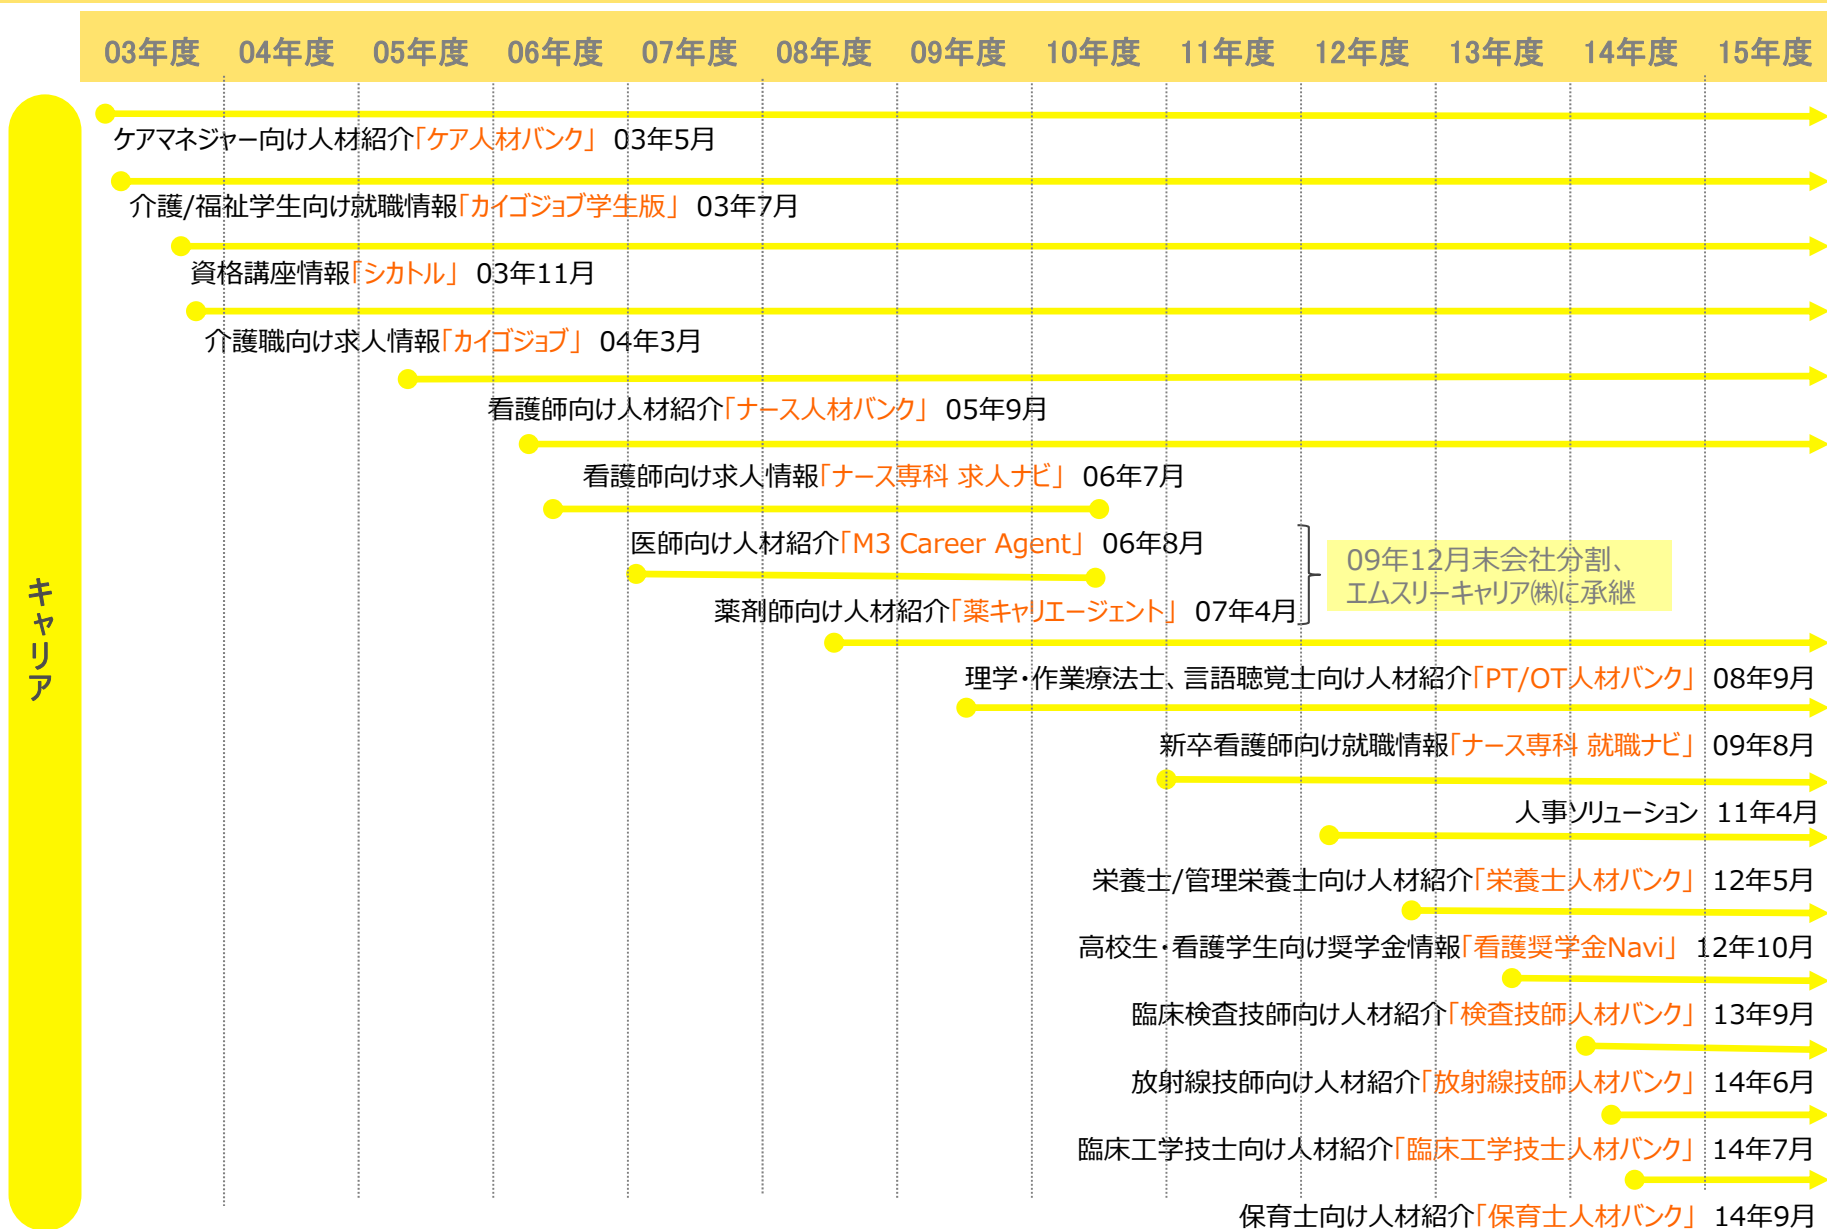 03年度 04年度 05年度 06年度 07年度 08年度 09年度 10年度 11年度 12年度 13年度 14年度 15年度
キャリア
ケアマネジャー向け人材紹介「ケア人材バンク」 03年5月
介護/福祉学生向け就職情報「カイゴジョブ学生版」 03年7月
資格講座情報「シカトル」 03年11月
介護職向け求人情報「カイゴジョブ」 04年3月
看護師向け人材紹介「ナース人材バンク」 05年9月
看護師向け求人情報「ナース専科 求人ナビ」 06年7月
医師向け人材紹介「M3 Career Agent」 06年8月
薬剤師向け人材紹介「薬キャリエージェント」 07年4月
09年12月末会社分割、
エムスリーキャリア㈱に承継
理学・作業療法士、言語聴覚士向け人材紹介「PT/OT人材バンク」 08年9月
新卒看護師向け就職情報「ナース専科 就職ナビ」 09年8月
人事ソリューション 11年4月
栄養士/管理栄養士向け人材紹介「栄養士人材バンク」 12年5月
高校生・看護学生向け奨学金情報「看護奨学金Navi」 12年10月
臨床検査技師向け人材紹介「検査技師人材バンク」 13年9月
放射線技師向け人材紹介「放射線技師人材バンク」 14年6月
臨床工学技士向け人材紹介「臨床工学技士人材バンク」 14年7月
保育士向け人材紹介「保育士人材バンク」 14年9月